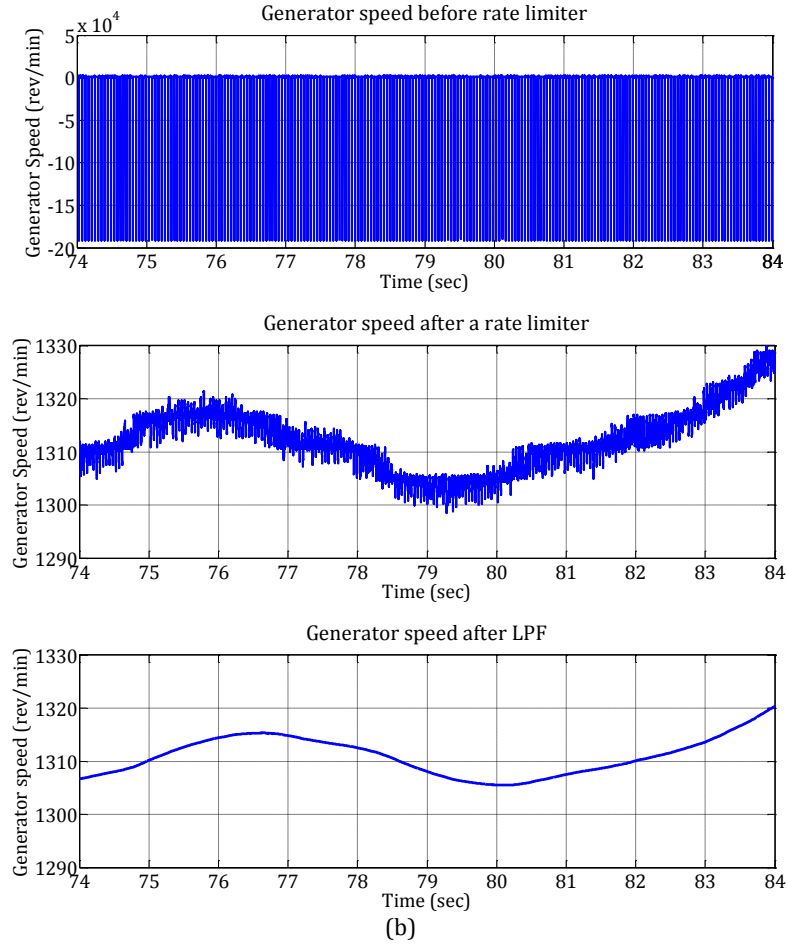 Generator speed before rate limiter
x 10^4
Generator Speed (rev/min)
5
0
-5
-10
-15
-20
74 75 76 77 78 79 80 81 82 83 84
84
Time (sec)
Generator speed after a rate limiter
Generator Speed (rev/min)
1330
1320
1310
1300
1290
74 75 76 77 78 79 80 81 82 83 84
Time (sec)
Generator speed after LPF
Generator speed (rev/min)
1330
1320
1310
1300
1290
74 75 76 77 78 79 80 81 82 83 84
Time (sec)
(b)